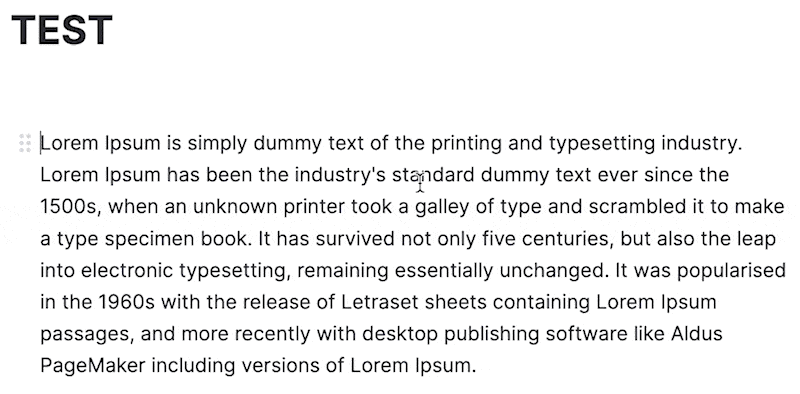 TEST
Lorem Ipsum is simply dummy text of the printing and typesetting industry.
Lorem Ipsum has been the industry's standard dummy text ever since the
1500s, when an unknown printer took a galley of type and scrambled it to make
a type specimen book. It has survived not only five centuries, but also the leap
into electronic typesetting, remaining essentially unchanged. It was popularised
in the 1960s with the release of Letraset sheets containing Lorem Ipsum
passages, and more recently with desktop publishing software like Aldus
PageMaker including versions of Lorem Ipsum.